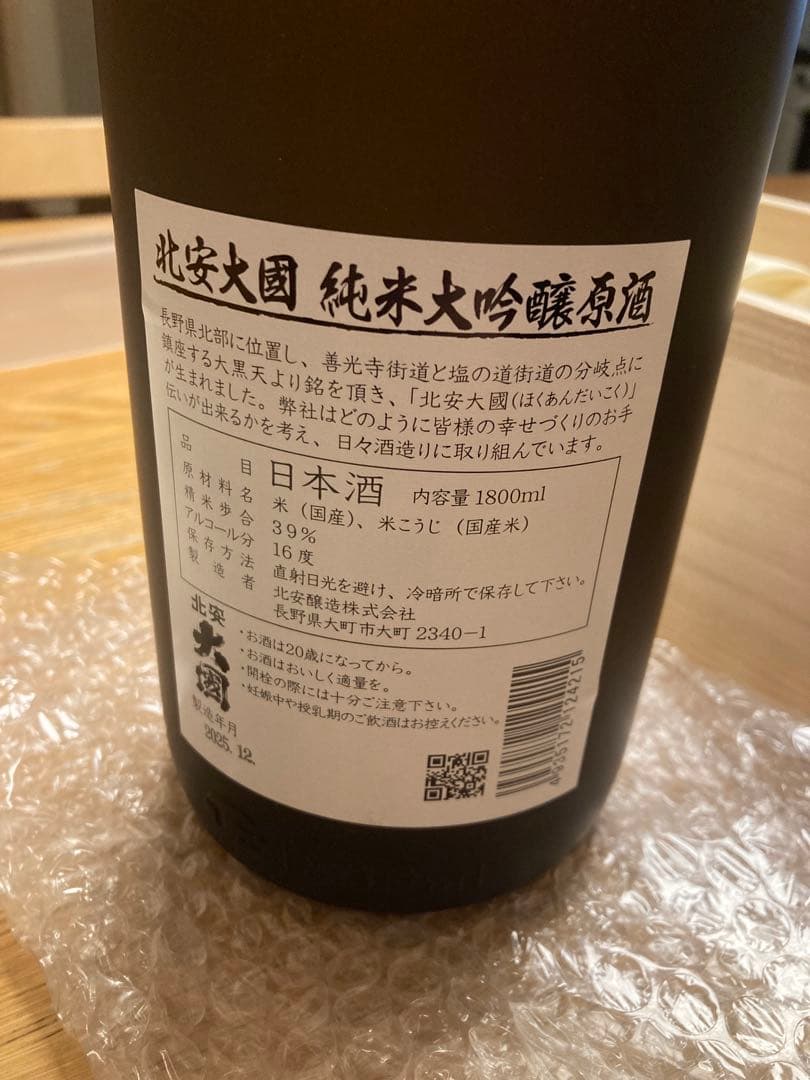 北安大國 純米大吟醸原酒
長野県北部に位置し、善光寺街道と塩の道街道の分岐点に
鎮座する大黒天より銘を頂き、「北安大國(ほくあんだいこく)」
が生まれました。弊社はどのように皆様の幸せづくりのお手
伝いが出来るかを考え、日々酒造りに取り組んでいます。
品目 日本酒 内容量1800ml
原材料名 米（国産）、米こうじ（国産米）
精米歩合 39%
アルコール分 16度
保存方法 直射日光を避け、冷暗所で保存して下さい。
製造者 北安醸造株式会社
長野県大町市大町2340−1
北安
大國
製造年月
2025.12.
・お酒は20歳になってから。
・お酒はおいしく適量を。
・開栓の際には十分ご注意下さい。
・妊娠中や授乳期のご飲酒はお控えください。
4935172124215